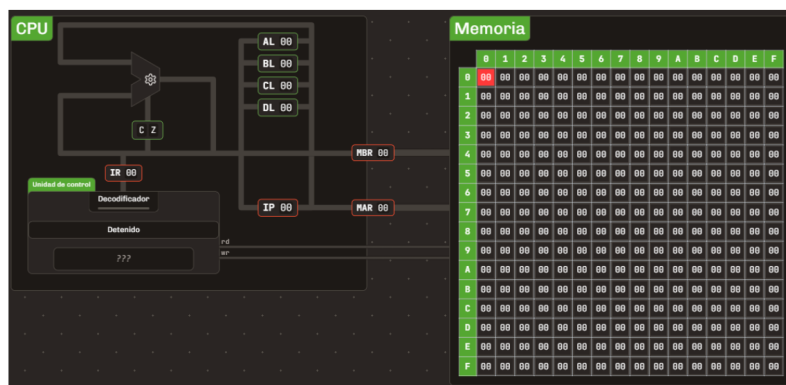 CPU
AL 00
BL 00
CL 00
DL 00
C Z
MBR 00
IR 00
Unidad de control
Decodificador
IP 00
MAR 00
Detenido
rd
wr
???
Memoria
0 1 2 3 4 5 6 7 8 9 A B C D E F
0 00 00 00 00 00 00 00 00 00 00 00 00 00 00 00 00
1 00 00 00 00 00 00 00 00 00 00 00 00 00 00 00 00
2 00 00 00 00 00 00 00 00 00 00 00 00 00 00 00 00
3 00 00 00 00 00 00 00 00 00 00 00 00 00 00 00 00
4 00 00 00 00 00 00 00 00 00 00 00 00 00 00 00 00
5 00 00 00 00 00 00 00 00 00 00 00 00 00 00 00 00
6 00 00 00 00 00 00 00 00 00 00 00 00 00 00 00 00
7 00 00 00 00 00 00 00 00 00 00 00 00 00 00 00 00
8 00 00 00 00 00 00 00 00 00 00 00 00 00 00 00 00
9 00 00 00 00 00 00 00 00 00 00 00 00 00 00 00 00
A 00 00 00 00 00 00 00 00 00 00 00 00 00 00 00 00
B 00 00 00 00 00 00 00 00 00 00 00 00 00 00 00 00
C 00 00 00 00 00 00 00 00 00 00 00 00 00 00 00 00
D 00 00 00 00 00 00 00 00 00 00 00 00 00 00 00 00
E 00 00 00 00 00 00 00 00 00 00 00 00 00 00 00 00
F 00 00 00 00 00 00 00 00 00 00 00 00 00 00 00 00